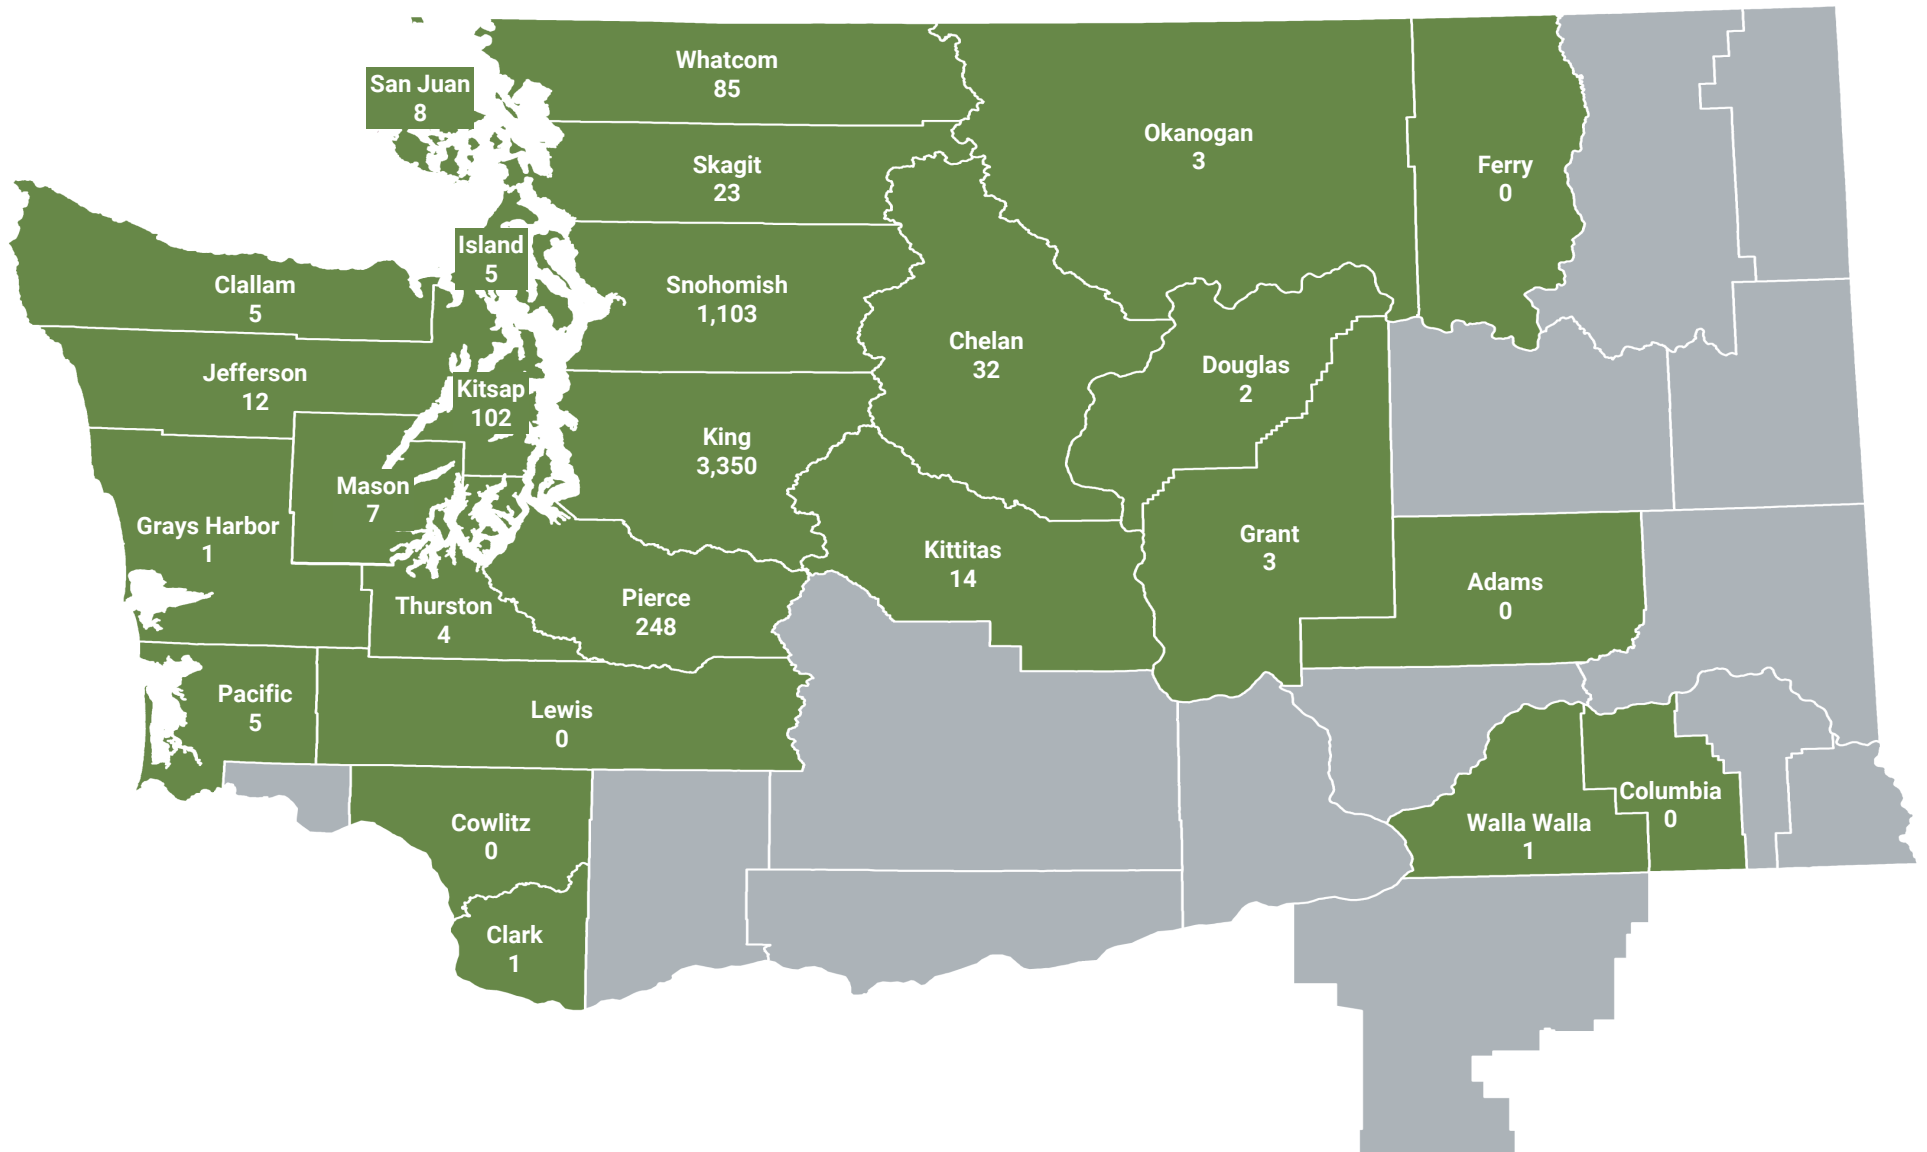 Whatcom
85
San Juan
8
Okanogan
3
Ferry
0
Skagit
23
Island
5
Clallam
5
Snohomish
1,103
Chelan
32
Douglas
2
Jefferson
12
Kitsap
102
King
3,350
Mason
7
Grays Harbor
1
Kittitas
14
Grant
3
Adams
0
Thurston
4
Pierce
248
Pacific
5
Lewis
0
Columbia
0
Cowlitz
0
Walla Walla
1
Clark
1